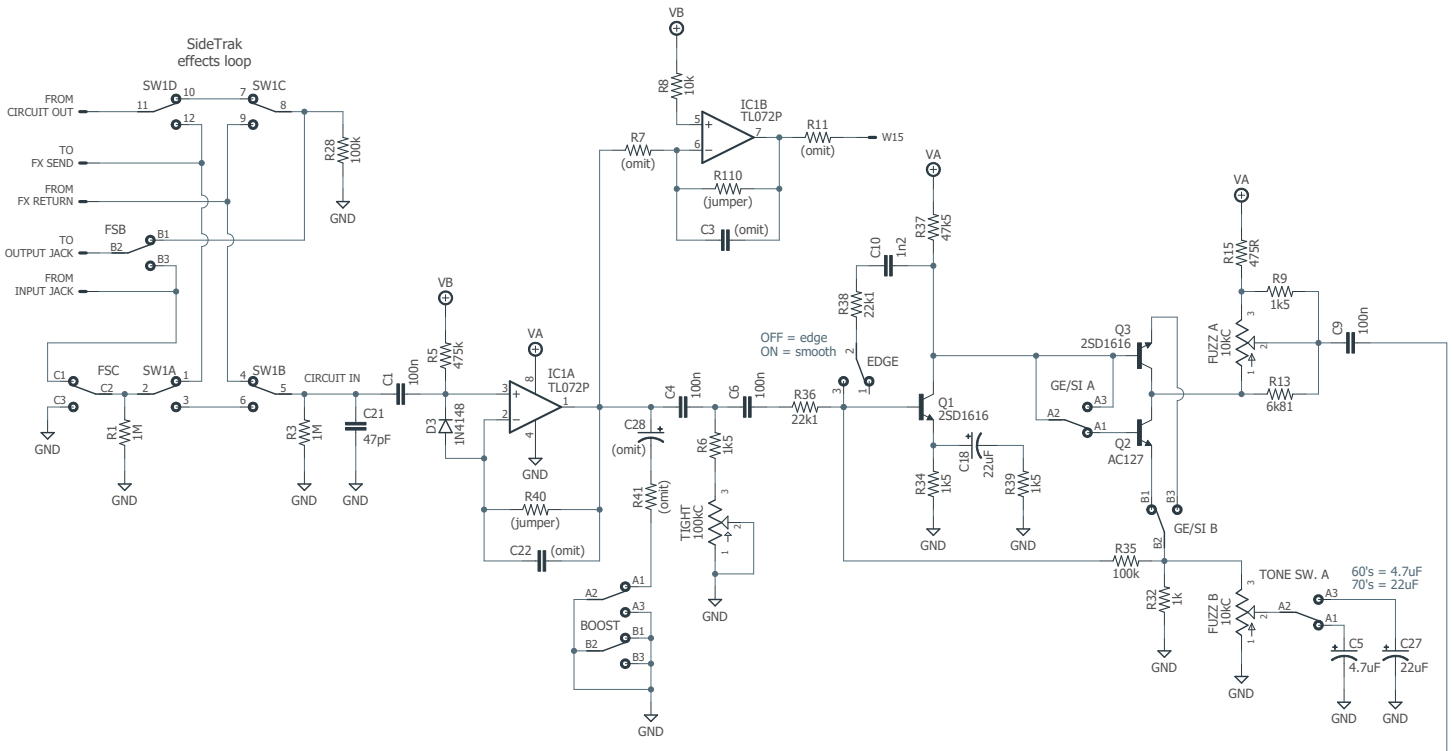 SideTrak
effects loop
SW1D
SW1C
FROM
CIRCUIT OUT
11
10
12
7
8
9
TO
FX SEND
FROM
FX RETURN
R28
100k
GND
TO
OUTPUT JACK
FSB
B2
B1
B3
FROM
INPUT JACK
C1
FSC
C2
C3
GND
SW1A
2
1
3
R1
1M
GND
4
SW1B
5
6
CIRCUIT IN
R3
1M
GND
C21
47pF
GND
C1
100n
VB
R5
475k
D3
1N4148
VA
IC1A
TL072P
8
3
+
2
−
1
4
GND
R40
(jumper)
C22 (omit)
VB
R8
10k
IC1B
TL072P
5
+
6
−
7
R7
(omit)
R11
(omit)
W15
R110
(jumper)
C3 (omit)
C28
+
(omit)
R41
(omit)
A1
A2
A3
BOOST
B1
B2
B3
GND
C4
100n
C6
100n
R6
1k5
TIGHT
100kC
3
2
1
GND
R36
22k1
OFF = edge
ON = smooth
C10
1n2
R38
22k1
2
EDGE
3
1
VA
R37
47k5
Q1
2SD1616
R34
1k5
GND
+
C18
22uF
R39
1k5
GND
Q3
2SD1616
GE/SI A
A3
A2
A1
Q2
AC127
B1
B3
GE/SI B
B2
R35
100k
R32
1k
GND
VA
R15
475R
R9
1k5
FUZZ A
10kC
3
2
1
R13
6k81
C9
100n
FUZZ B
10kC
3
2
1
GND
TONE SW. A
60's = 4.7uF
70's = 22uF
A3
A2
A1
+
C5
4.7uF
GND
+
C27
22uF
GND